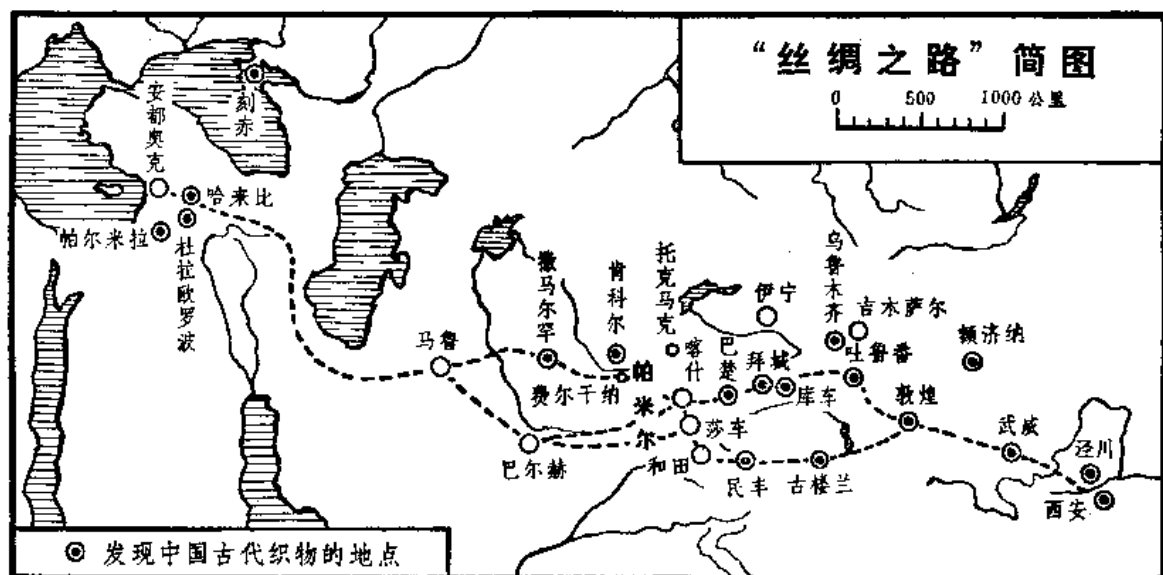 “丝绸之路”简图
0 500 1000 公里
安都奥克
刻赤
哈来比
帕尔米拉
杜拉欧罗波
马鲁
撒马尔罕
肯科尔
托克马克
伊宁
乌鲁木齐
吉木萨尔
额济纳
费尔干纳
帕米尔
喀什
巴楚
拜城
库车
吐鲁番
敦煌
武威
泾川
西安
巴尔赫
莎车
和田
民丰
古楼兰
发现中国古代织物的地点